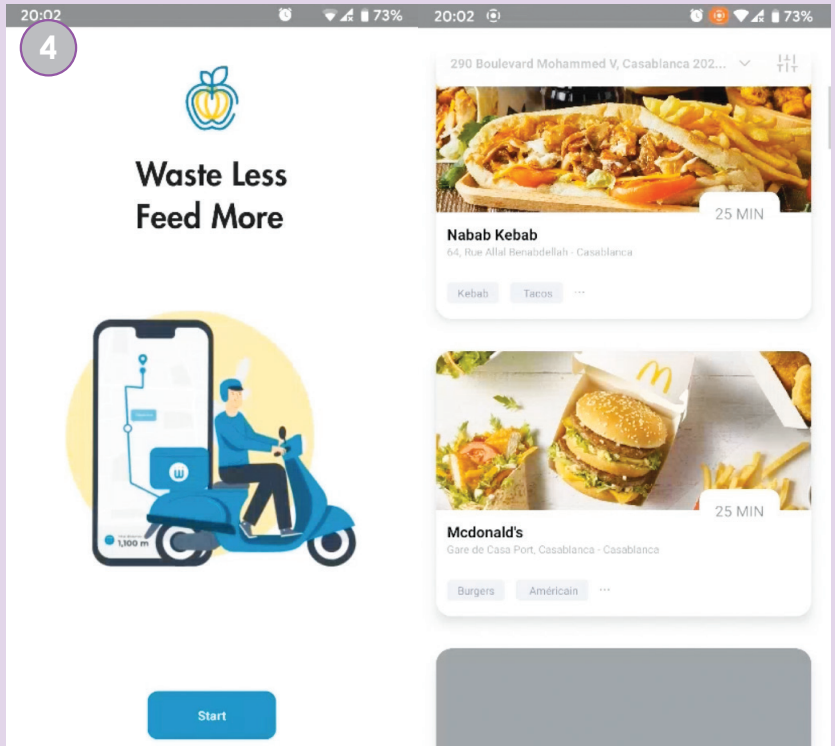 20:02
73%
4
Waste Less
Feed More
1,100 m
Start
20:02
73%
290 Boulevard Mohammed V, Casablanca 202...
25 MIN
Nabab Kebab
64, Rue Allal Benabdellah - Casablanca
Kebab
Tacos
...
25 MIN
Mcdonald's
Gare de Casa Port, Casablanca - Casablanca
Burgers
Américain
...